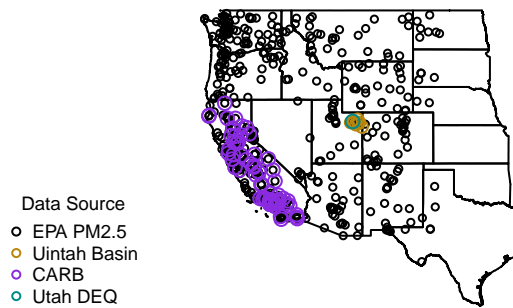 Data Source
EPA PM2.5
Uintah Basin
CARB
Utah DEQ